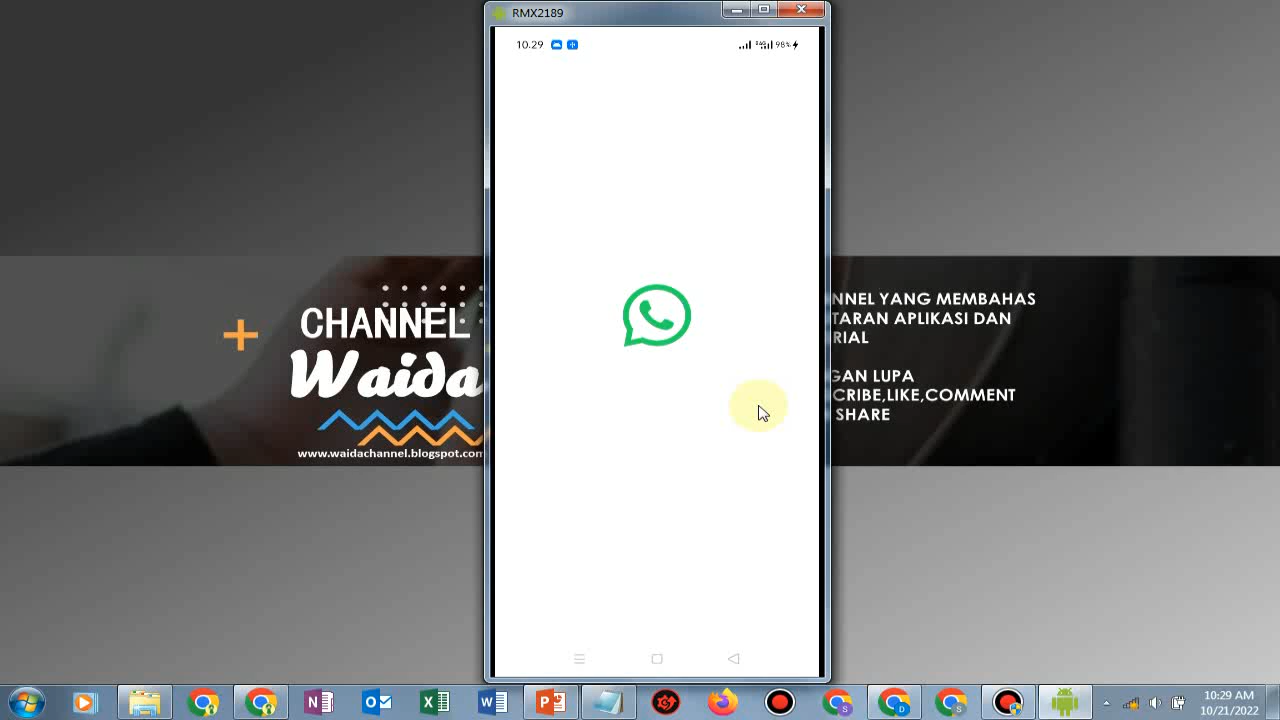 RMX2189
10.29
98%
CHANNEL
Waida
www.waidachannel.blogspot.com
NNEL YANG MEMBAHAS
TARAN APLIKASI DAN
RIAL
GAN LUPA
CRIBE,LIKE,COMMENT
SHARE
10:29 AM
10/21/2022